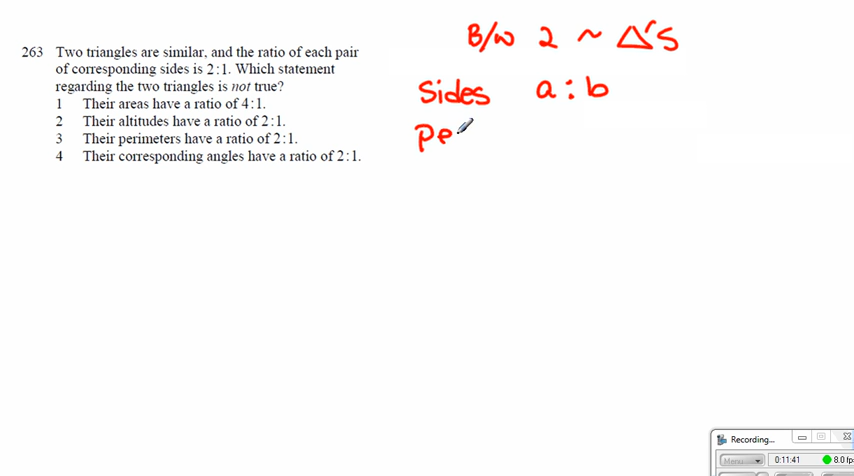 263 Two triangles are similar, and the ratio of each pair
of corresponding sides is 2:1. Which statement
regarding the two triangles is not true?
1 Their areas have a ratio of 4:1.
2 Their altitudes have a ratio of 2:1.
3 Their perimeters have a ratio of 2:1.
4 Their corresponding angles have a ratio of 2:1.
B/W 2 ~ Δ'S
Sides a : b
Pe
Recording...
Menu 0:11:41 8.0 fp